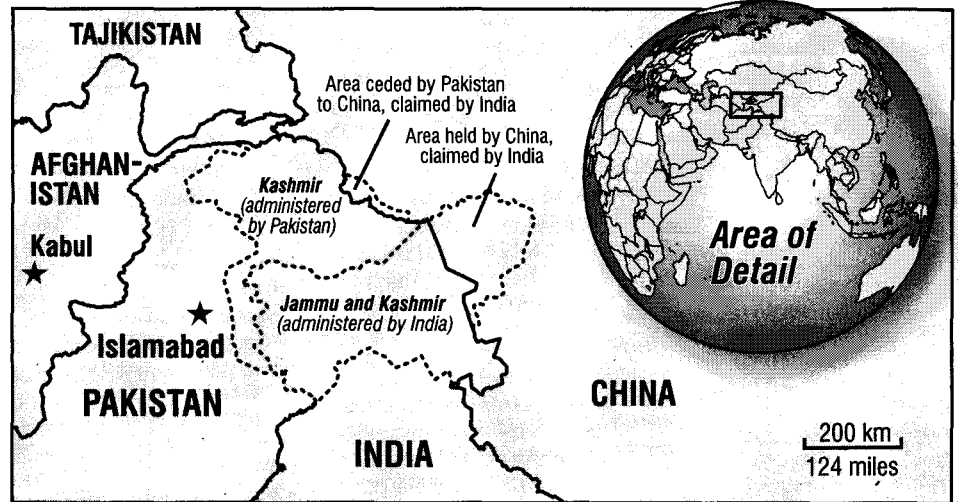 TAJIKISTAN
Area ceded by Pakistan
to China, claimed by India
Area held by China,
claimed by India
AFGHAN-
ISTAN
Kashmir
(administered
by Pakistan)
Kabul
Area of
Detail
Jammu and Kashmir
(administered by India)
Islamabad
PAKISTAN
CHINA
INDIA
200 km
124 miles